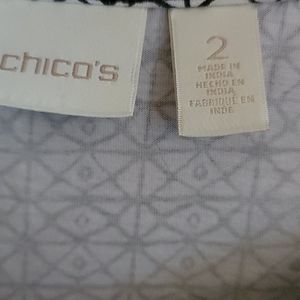 chico's
2
MADE IN
INDIA
HECHO EN
INDIA
FABRIQUÉ EN
INDE